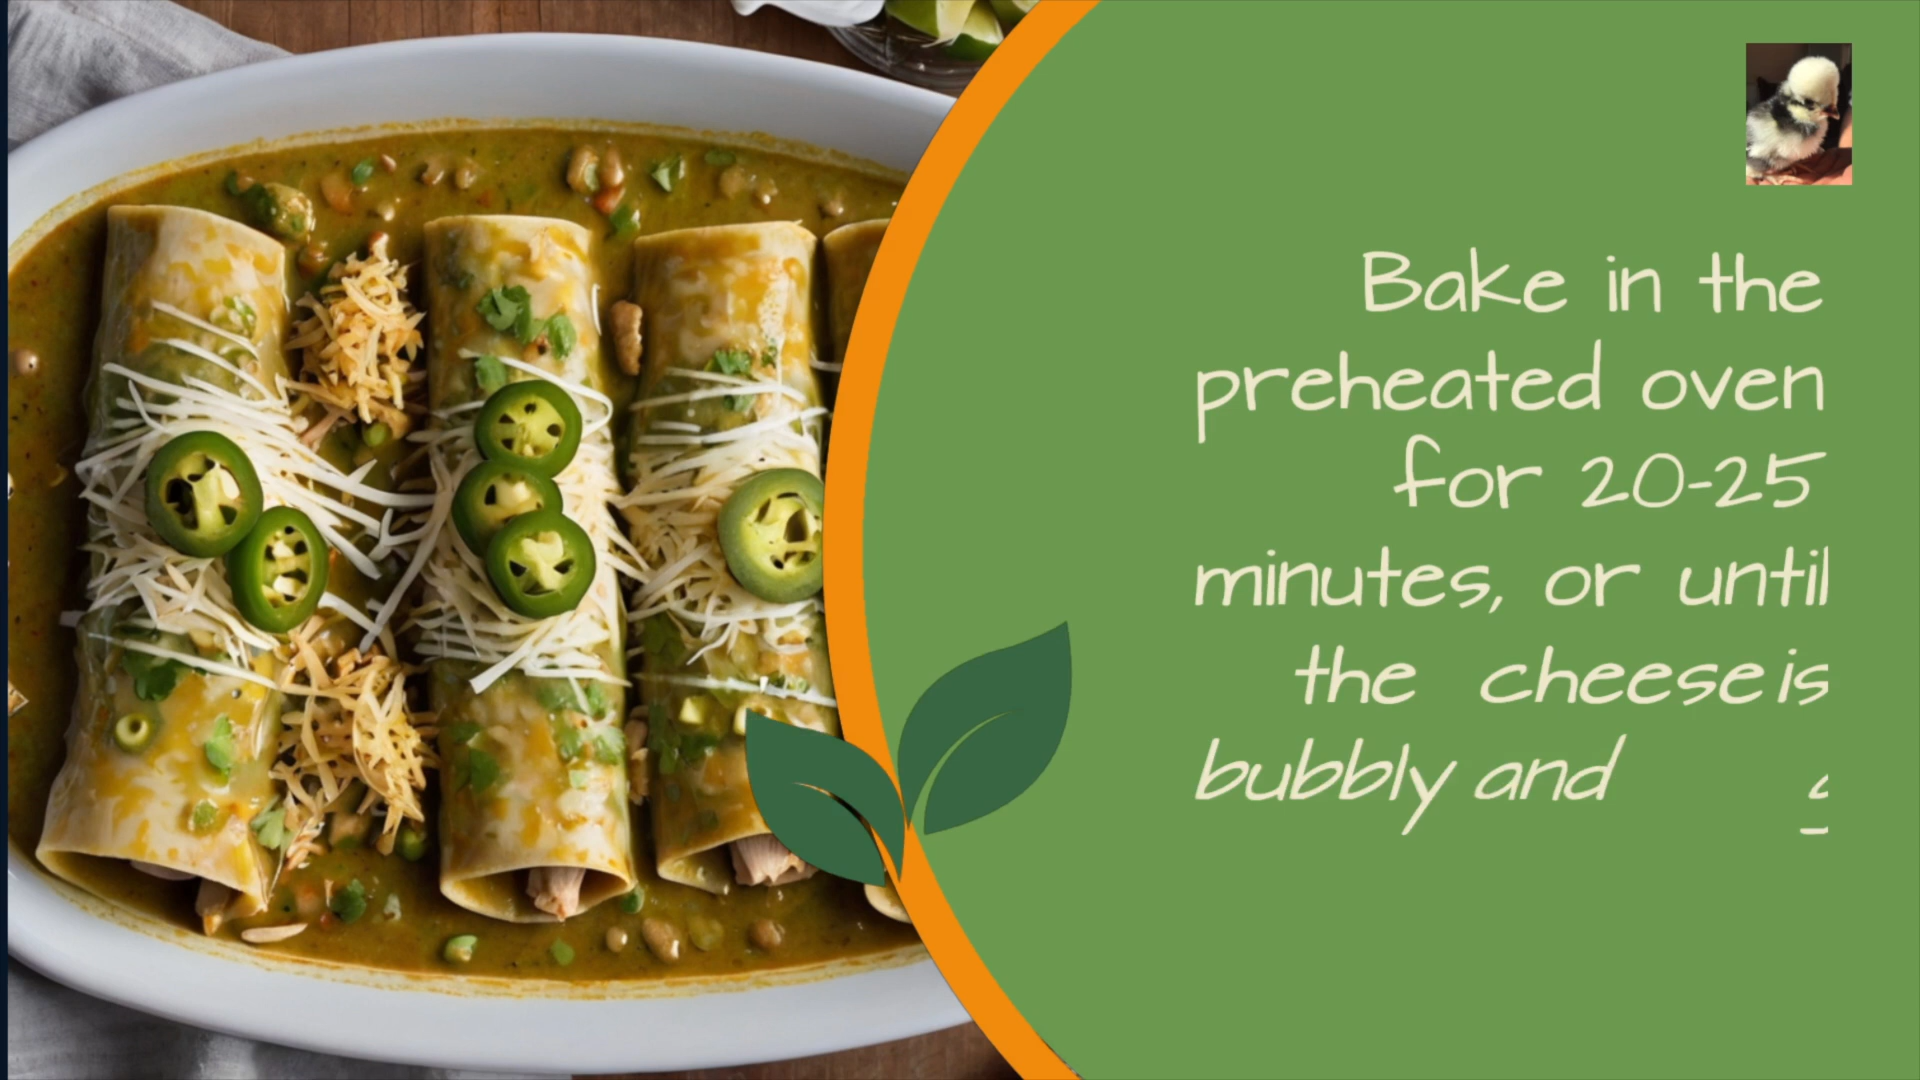 Bake in the
preheated oven
for 20-25
minutes, or until
the cheese is
bubbly and